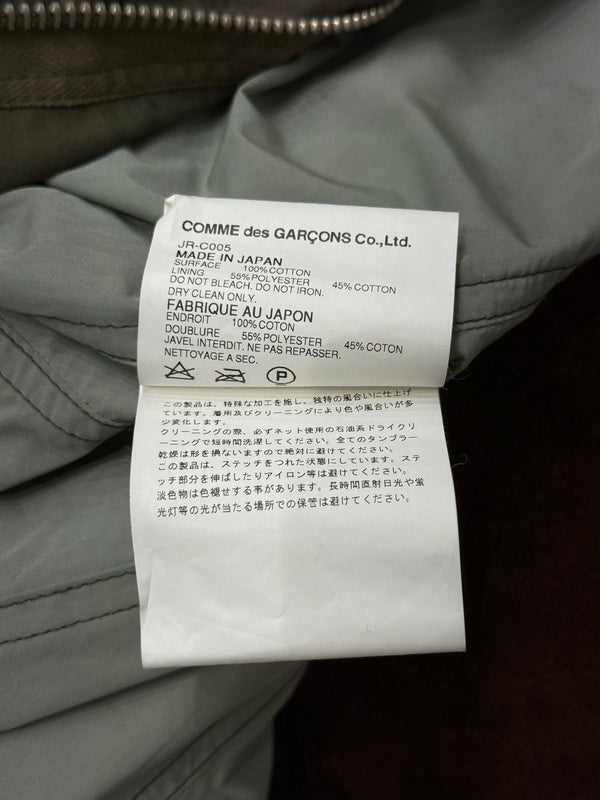 COMME des GARÇONS Co.,Ltd.
JR-C005
MADE IN JAPAN
SURFACE 100%COTTON
LINING 55%POLYESTER 45%COTTON
DO NOT BLEACH. DO NOT IRON.
DRY CLEAN ONLY.
FABRIQUE AU JAPON
ENDROIT 100%COTON
DOUBLURE 55%POLYESTER 45%COTON
JAVEL INTERDIT. NE PAS REPASSER.
NETTOYAGE A SEC.
P
この製品は、特殊な加工を施し、独特の風合いに仕上げ
ています。着用及びクリーニングにより色や風合いが多
少変化します。
クリーニングの際、必ずネット使用の石油系ドライクリ
ーニングで短時間洗濯してください。全てのタンブラー
乾燥は形を損ないますので絶対に避けてください。
この製品は、ステッチをつれた状態にしています。ステ
ッチ部分を伸ばしたりアイロン等は避けてください。
淡色物は色褪せする事があります。長時間直射日光や蛍
光灯等の光が当たる場所での保管は避けてください。